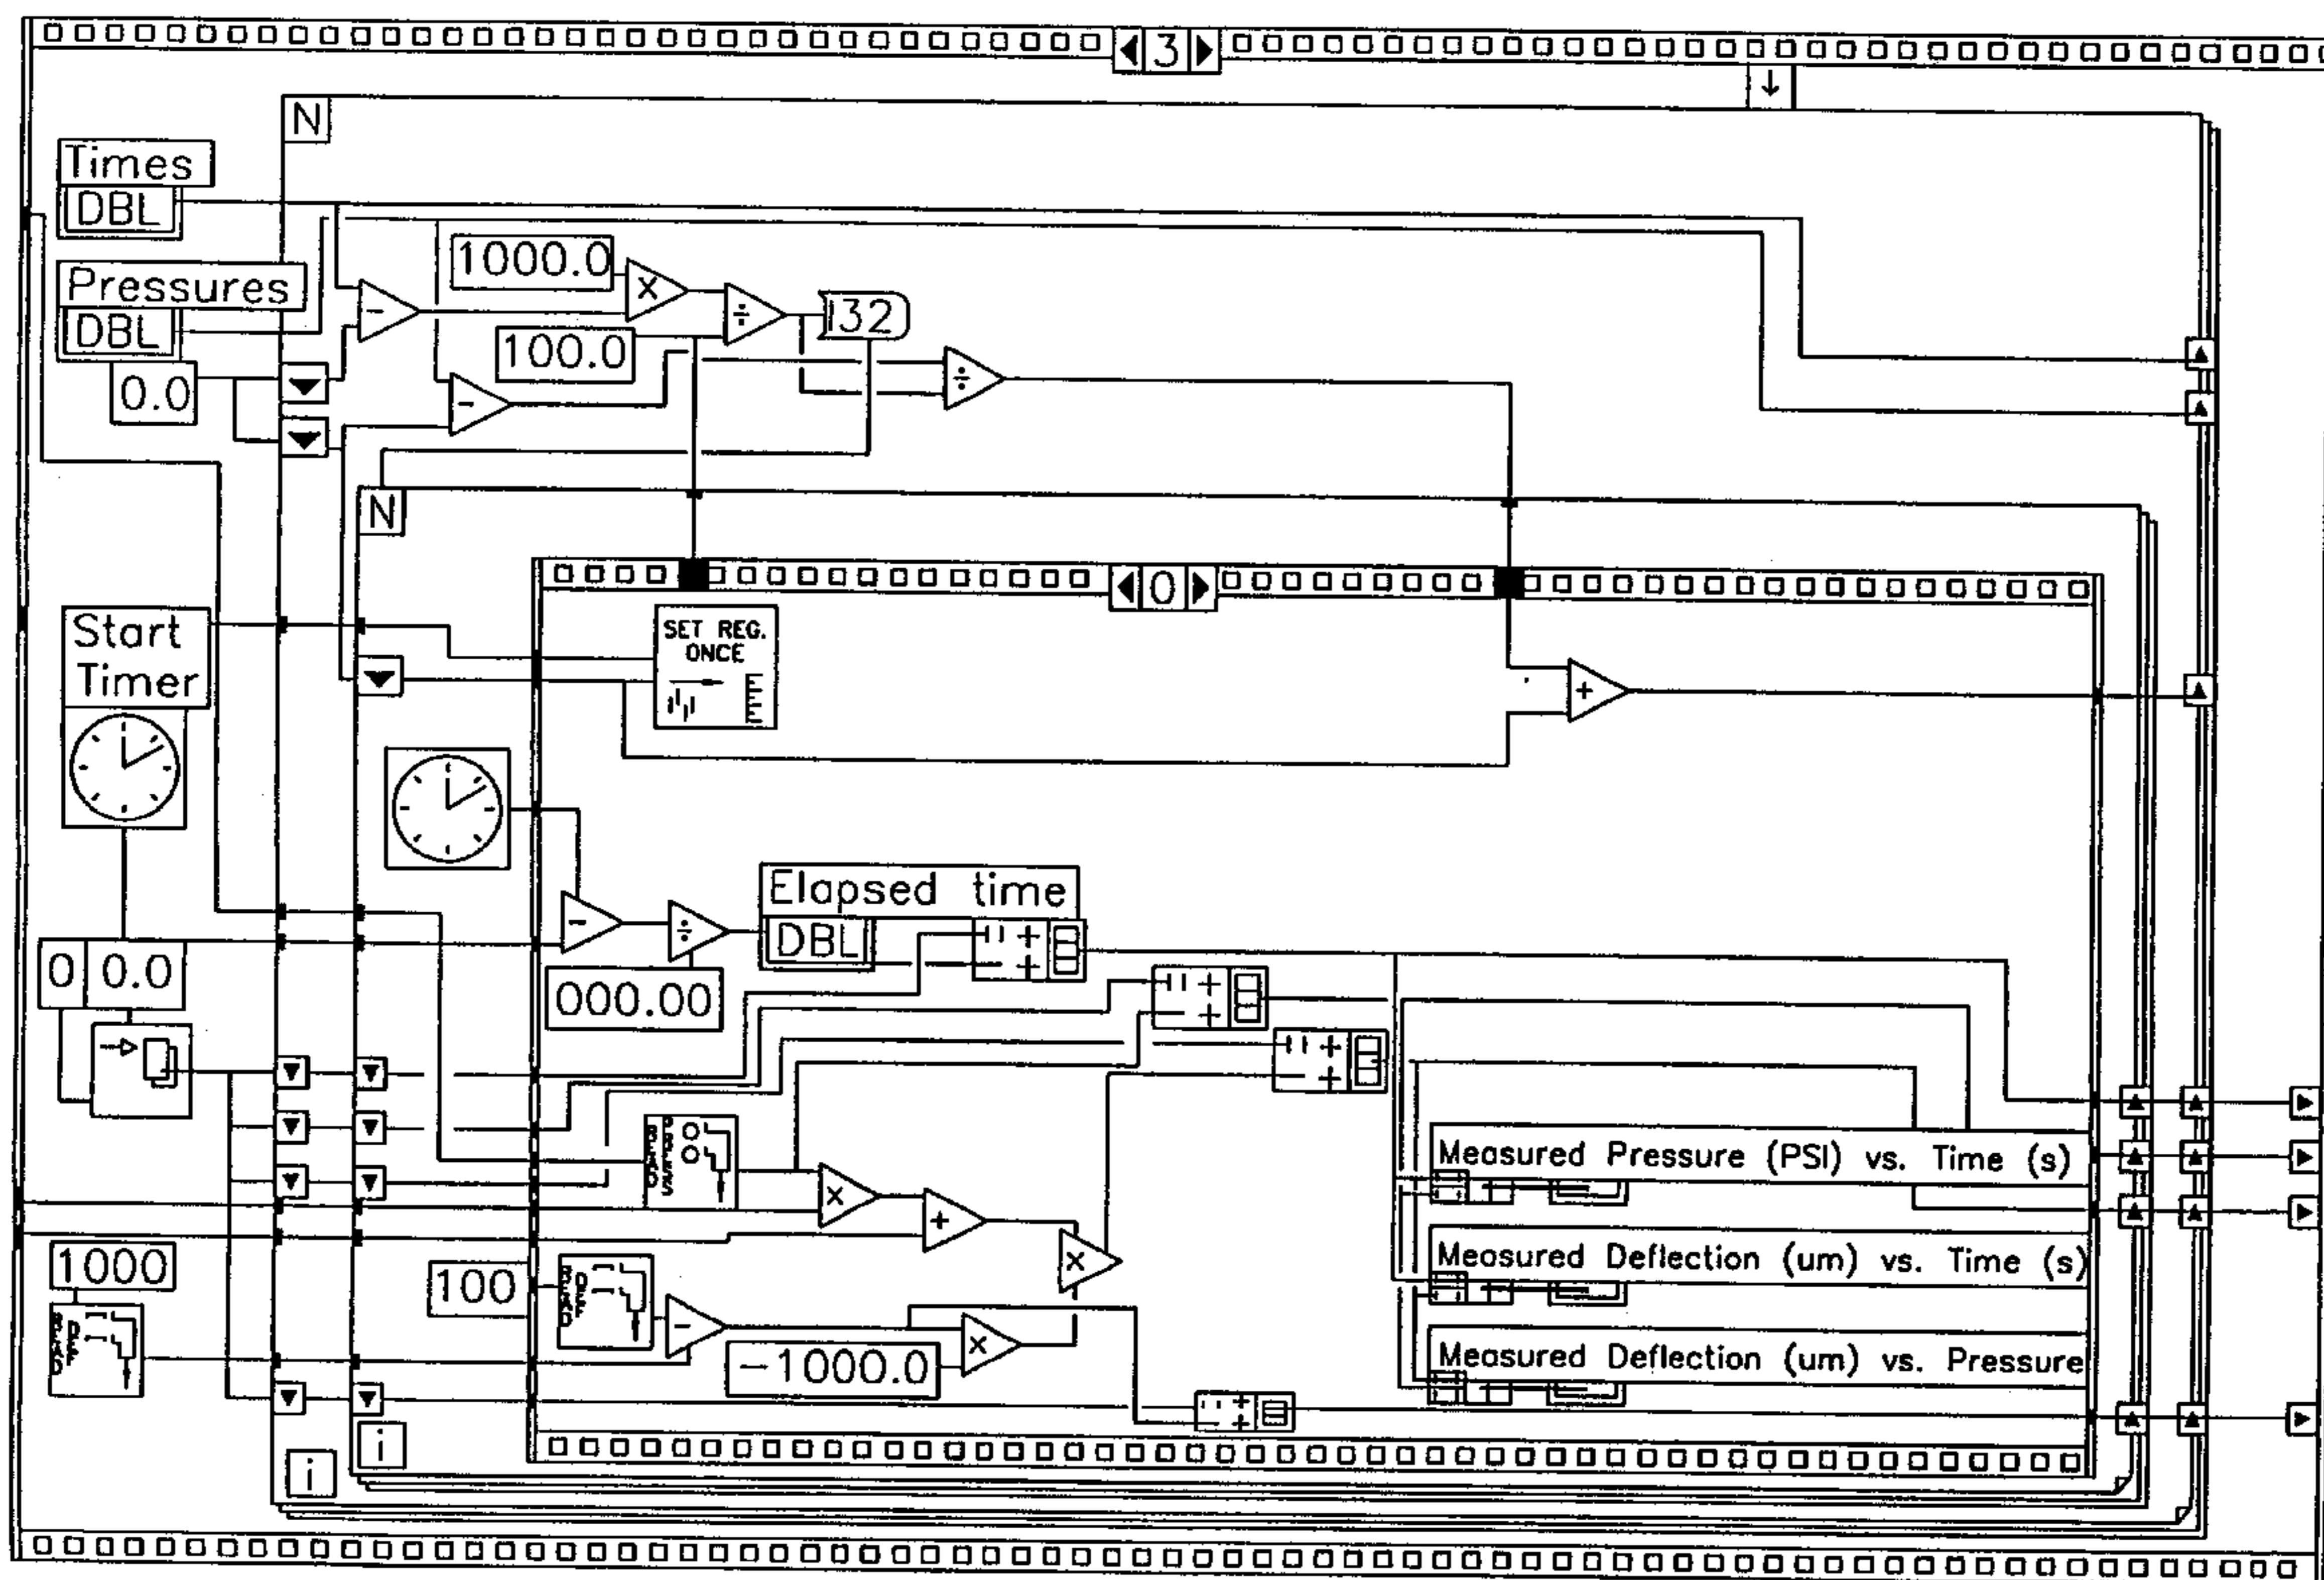 3
N
Times
DBL
1000.0
Pressures
DBL
I32
100.0
0.0
N
0
Start
Timer
SET REG.
ONCE
Elapsed time
DBL
0 0.0
000.00
Measured Pressure (PSI) vs. Time (s)
Measured Deflection (um) vs. Time (s)
1000
100
-1000.0
Measured Deflection (um) vs. Pressure
i
i